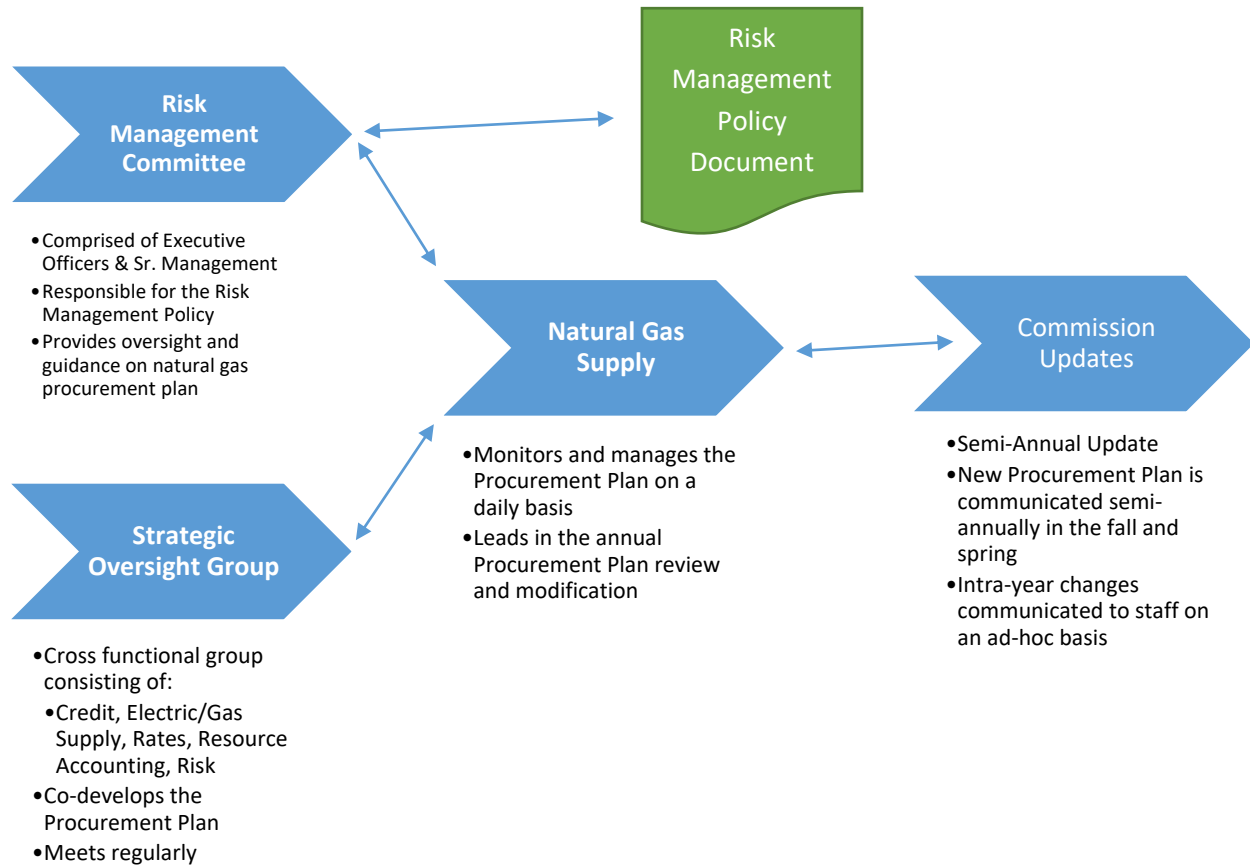 Risk
Management
Committee
•Comprised of Executive
Officers & Sr. Management
•Responsible for the Risk
Management Policy
•Provides oversight and
guidance on natural gas
procurement plan
Risk
Management
Policy
Document
Strategic
Oversight Group
•Cross functional group
consisting of:
•Credit, Electric/Gas
Supply, Rates, Resource
Accounting, Risk
•Co-develops the
Procurement Plan
•Meets regularly
Natural Gas
Supply
•Monitors and manages the
Procurement Plan on a
daily basis
•Leads in the annual
Procurement Plan review
and modification
Commission
Updates
•Semi-Annual Update
•New Procurement Plan is
communicated semi-
annually in the fall and
spring
•Intra-year changes
communicated to staff on
an ad-hoc basis